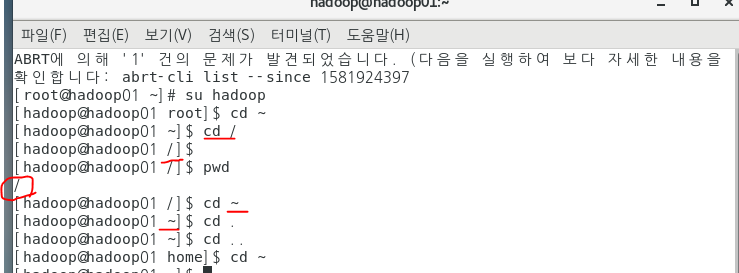 hadoop@hadoop01:~
파일(F) 편집(E) 보기(V) 검색(S) 터미널(T) 도움말(H)
ABRT에 의해 '1' 건의 문제가 발견되었습니다. (다음을 실행하여 보다 자세한 내용을
확인합니다: abrt-cli list --since 1581924397
[root@hadoop01 ~]# su hadoop
[hadoop@hadoop01 root]$ cd ~
[hadoop@hadoop01 ~]$ cd /
[hadoop@hadoop01 /]$
[hadoop@hadoop01 /]$ pwd
/
[hadoop@hadoop01 /]$ cd ~
[hadoop@hadoop01 ~]$ cd .
[hadoop@hadoop01 ~]$ cd ..
[hadoop@hadoop01 home]$ cd ~
[hadoop@hadoop01 ~]$